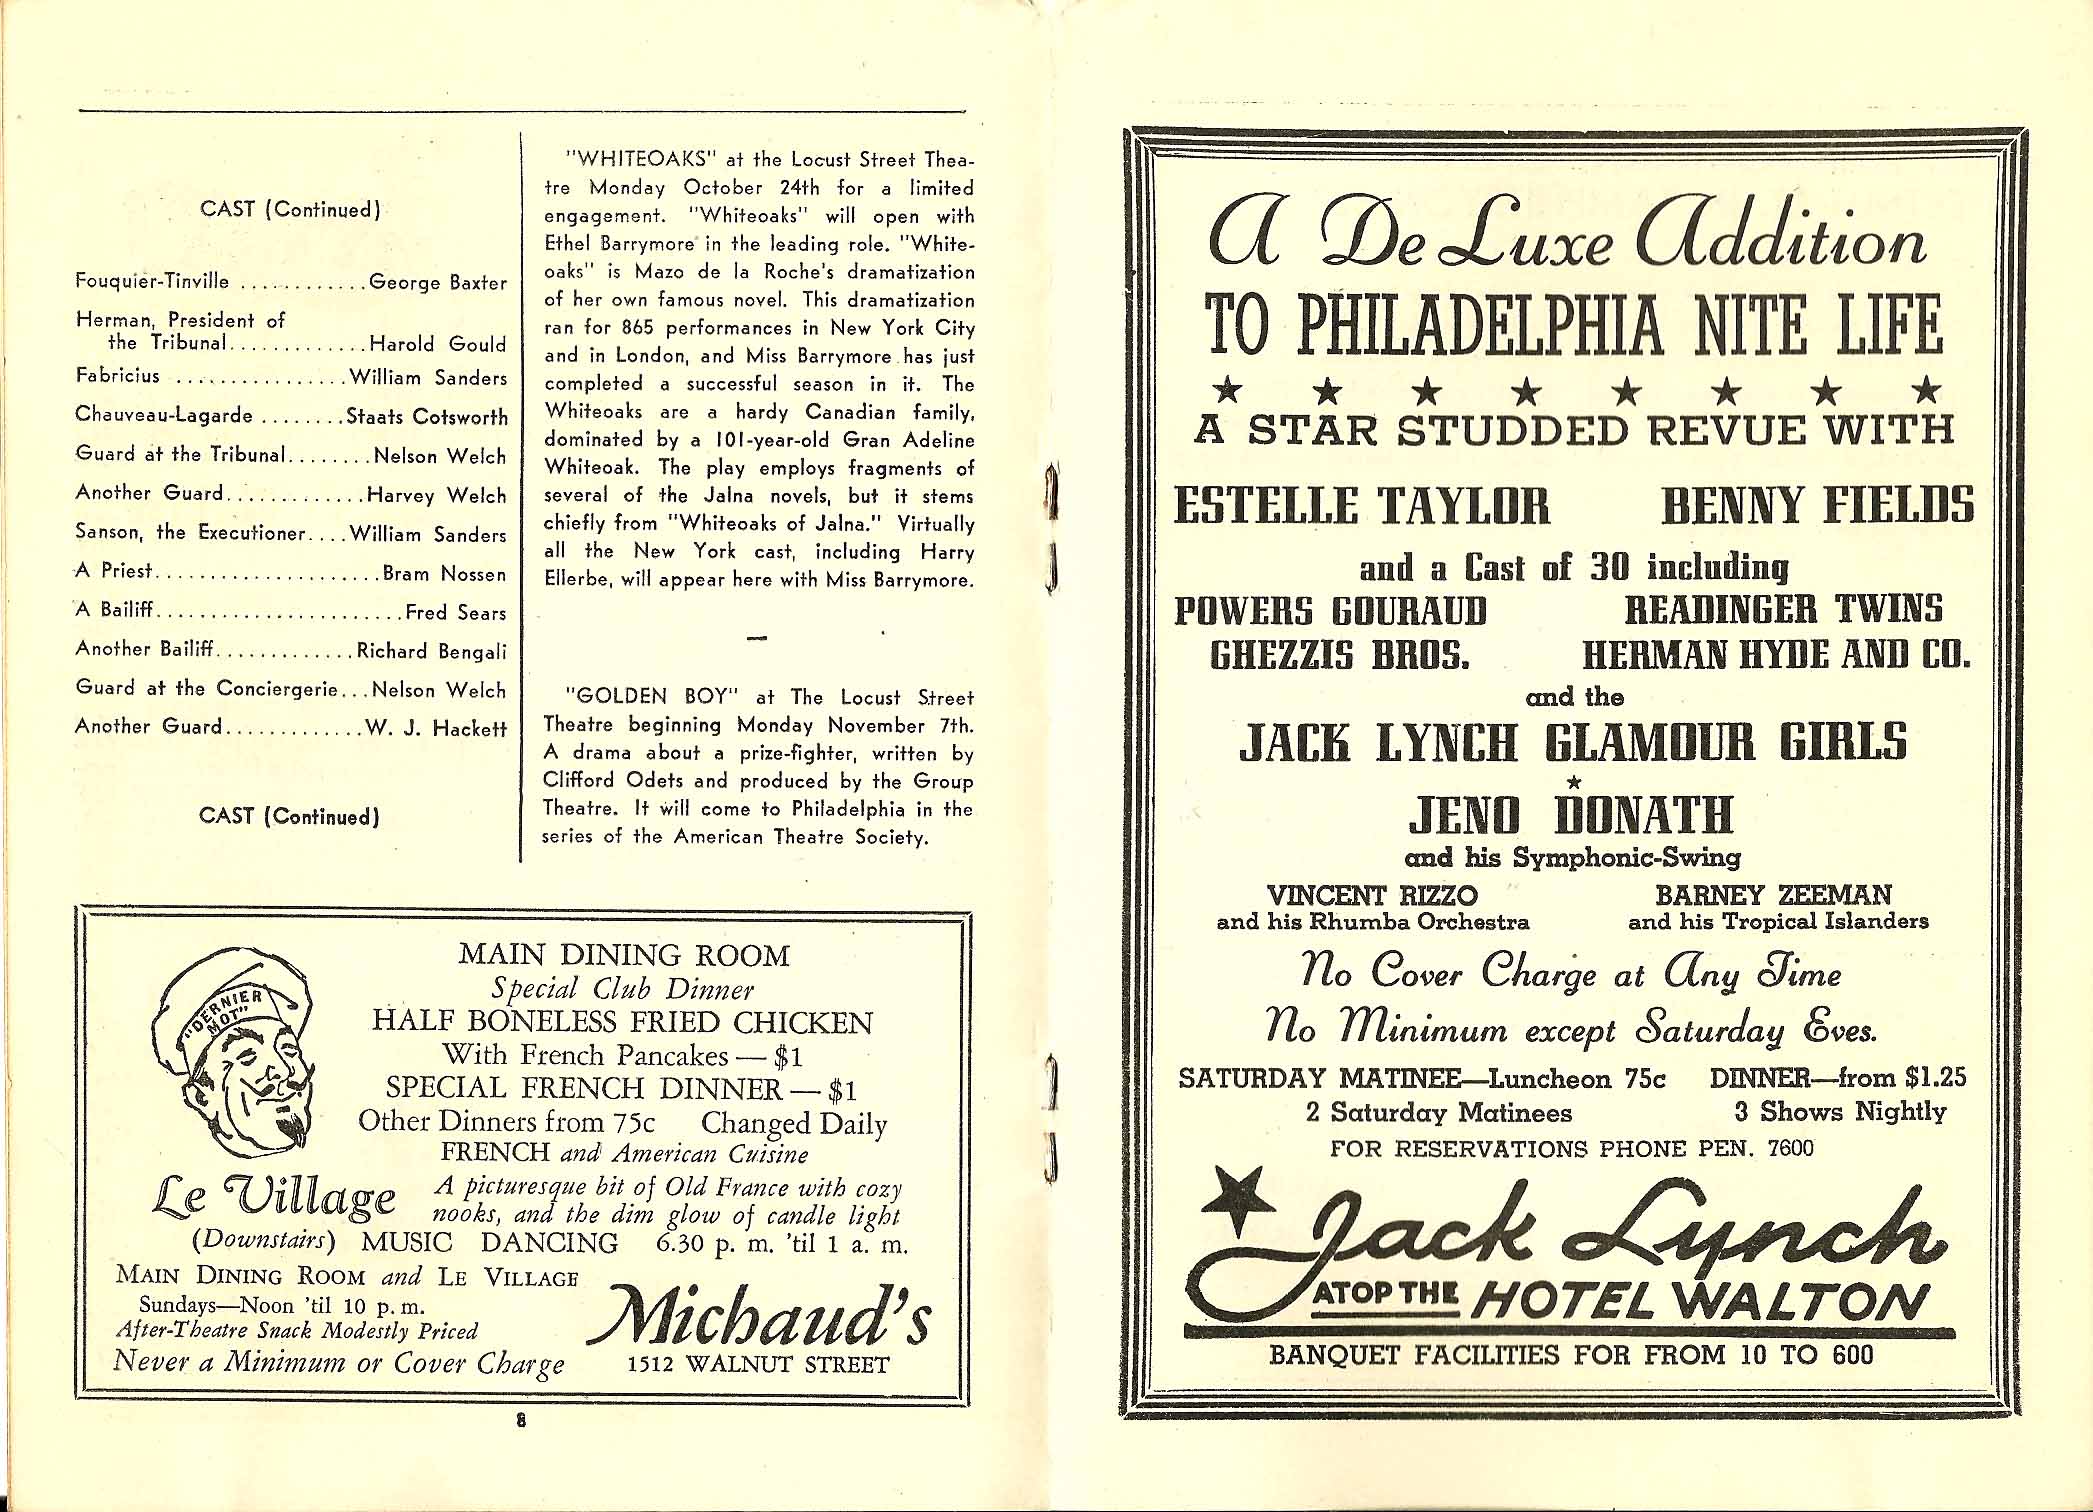 CAST (Continued)
Fouquier-Tinville ............George Baxter
Herman, President of
the Tribunal.............Harold Gould
Fabricius ................William Sanders
Chauveau-Lagarde ........Staats Cotsworth
Guard at the Tribunal........Nelson Welch
Another Guard.............Harvey Welch
Sanson, the Executioner....William Sanders
A Priest.....................Bram Nossen
A Bailiff.......................Fred Sears
Another Bailiff.............Richard Bengali
Guard at the Conciergerie...Nelson Welch
Another Guard.............W. J. Hackett
CAST (Continued)
"WHITEOAKS" at the Locust Street Thea-
tre Monday October 24th for a limited
engagement. "Whiteoaks" will open with
Ethel Barrymore in the leading role. "White-
oaks" is Mazo de la Roche's dramatization
of her own famous novel. This dramatization
ran for 865 performances in New York City
and in London, and Miss Barrymore has just
completed a successful season in it. The
Whiteoaks are a hardy Canadian family,
dominated by a 101-year-old Gran Adeline
Whiteoak. The play employs fragments of
several of the Jalna novels, but it stems
chiefly from "Whiteoaks of Jalna." Virtually
all the New York cast, including Harry
Ellerbe, will appear here with Miss Barrymore.
—
"GOLDEN BOY" at The Locust Street
Theatre beginning Monday November 7th.
A drama about a prize-fighter, written by
Clifford Odets and produced by the Group
Theatre. It will come to Philadelphia in the
series of the American Theatre Society.
"DERNIER
MOT"
MAIN DINING ROOM
Special Club Dinner
HALF BONELESS FRIED CHICKEN
With French Pancakes — $1
SPECIAL FRENCH DINNER — $1
Other Dinners from 75c Changed Daily
FRENCH and American Cuisine
Le Village
A picturesque bit of Old France with cozy
nooks, and the dim glow of candle light
(Downstairs) MUSIC DANCING 6.30 p. m. 'til 1 a. m.
MAIN DINING ROOM and LE VILLAGE
Sundays—Noon 'til 10 p. m.
After-Theatre Snack Modestly Priced
Never a Minimum or Cover Charge
Michaud's
1512 WALNUT STREET
8
A De Luxe Addition
TO PHILADELPHIA NITE LIFE
★ ★ ★ ★ ★ ★ ★ ★
A STAR STUDDED REVUE WITH
ESTELLE TAYLOR BENNY FIELDS
and a Cast of 30 including
POWERS GOURAUD READINGER TWINS
GHEZZIS BROS. HERMAN HYDE AND CO.
and the
JACK LYNCH GLAMOUR GIRLS
★
JENO DONATH
and his Symphonic-Swing
VINCENT RIZZO BARNEY ZEEMAN
and his Rhumba Orchestra and his Tropical Islanders
No Cover Charge at Any Time
No Minimum except Saturday Eves.
SATURDAY MATINEE—Luncheon 75c DINNER—from $1.25
2 Saturday Matinees 3 Shows Nightly
FOR RESERVATIONS PHONE PEN. 7600
Jack Lynch
ATOP THE HOTEL WALTON
BANQUET FACILITIES FOR FROM 10 TO 600